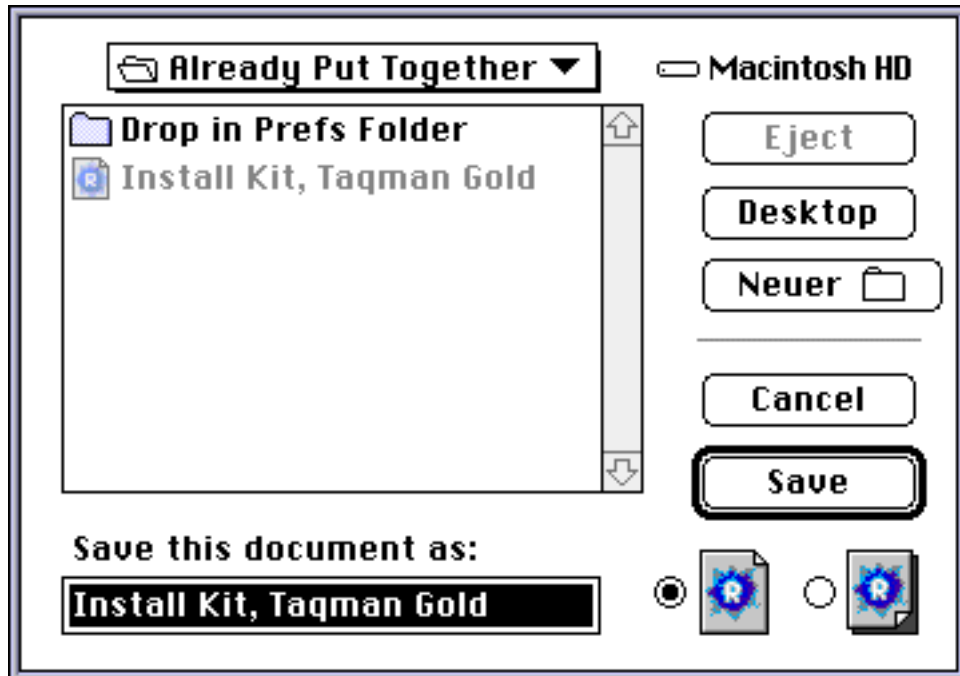 Already Put Together
Macintosh HD
Drop in Prefs Folder
Install Kit, Taqman Gold
Eject
Desktop
Neuer
Cancel
Save
Save this document as:
Install Kit, Taqman Gold
R
R
R